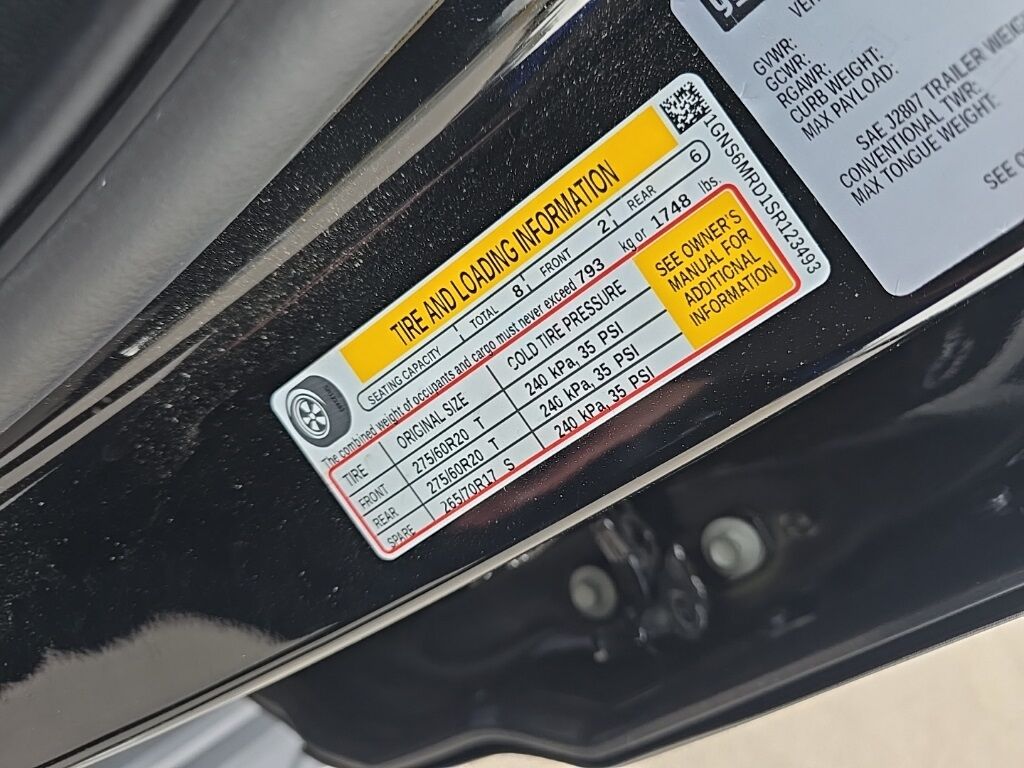 TIRE AND LOADING INFORMATION
SEATING CAPACITY TOTAL 8 FRONT 2 REAR 6
The combined weight of occupants and cargo must never exceed 793 kg or 1748 lbs.
TIRE ORIGINAL SIZE COLD TIRE PRESSURE
FRONT 275/60R20 T 240 kPa, 35 PSI
REAR 275/60R20 T 240 kPa, 35 PSI
SPARE 265/70R17 S 240 kPa, 35 PSI
SEE OWNER'S
MANUAL FOR
ADDITIONAL
INFORMATION
1GNS6MRD1SR123493
GVWR:
GCWR:
RGAWR:
CURB WEIGHT:
MAX PAYLOAD:
SAE J2807 TRAILER
CONVENTIONAL TWR:
MAX TONGUE WEIGHT
SEE